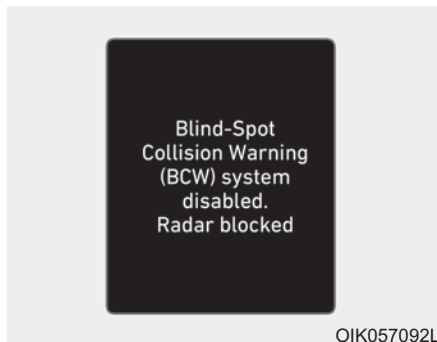 Blind-Spot
Collision Warning
(BCW) system
disabled.
Radar blocked
OIK057092L